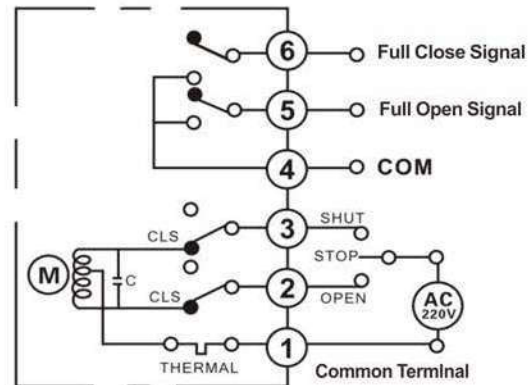 6 Full Close Signal
5 Full Open Signal
4 COM
3 SHUT
CLS
STOP
M
C
CLS
2 OPEN
AC
220V
1
THERMAL
Common Terminal